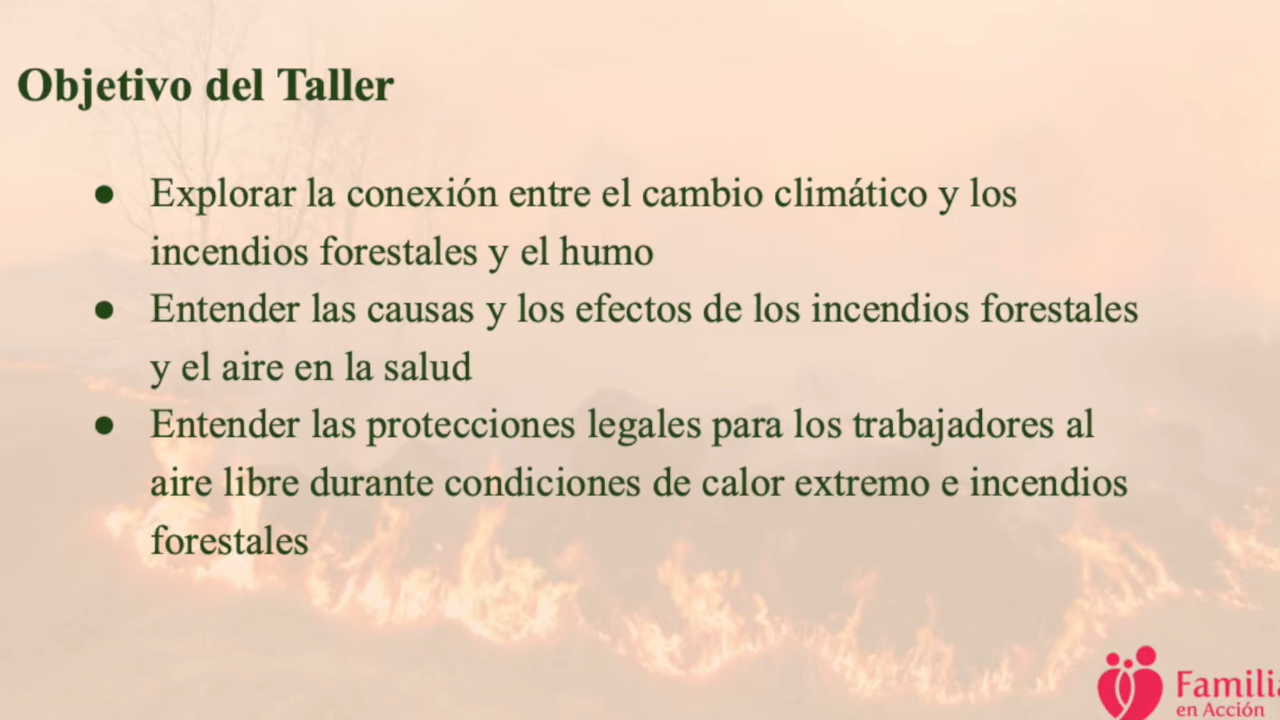 Objetivo del Taller
● Explorar la conexión entre el cambio climático y los
incendios forestales y el humo
● Entender las causas y los efectos de los incendios forestales
y el aire en la salud
● Entender las protecciones legales para los trabajadores al
aire libre durante condiciones de calor extremo e incendios
forestales
en Acción